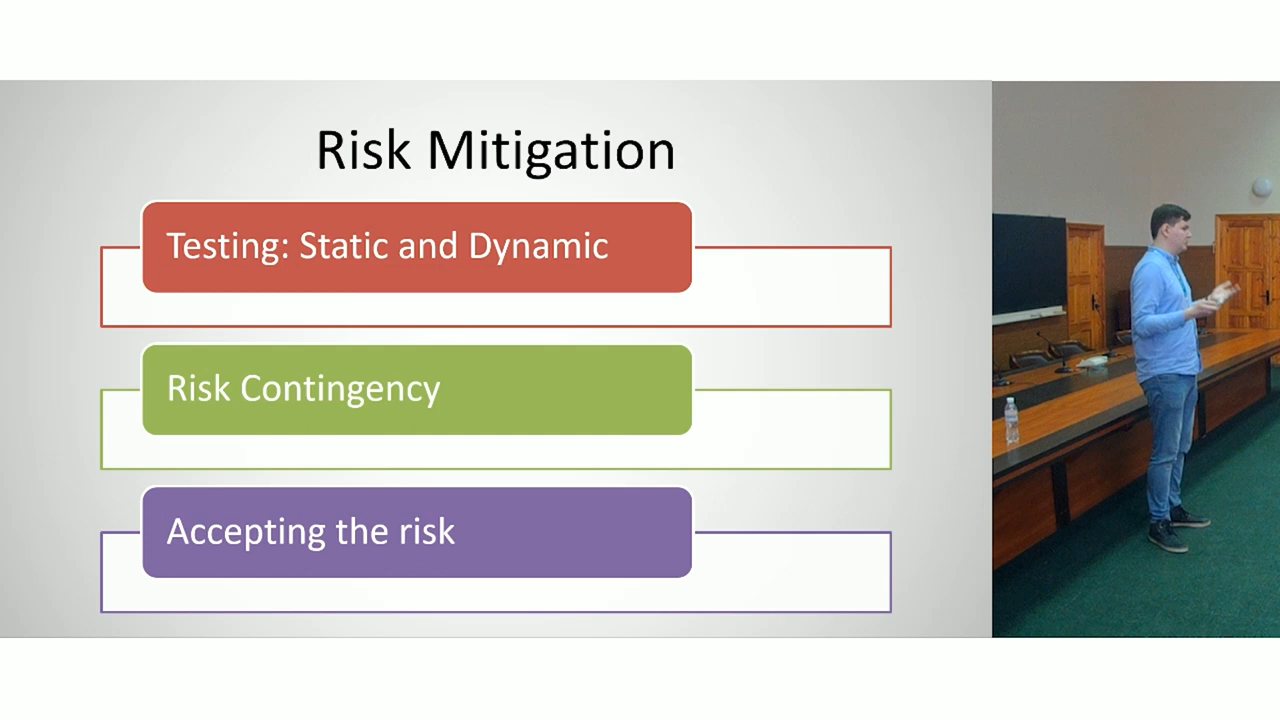 Risk Mitigation
Testing: Static and Dynamic
Risk Contingency
Accepting the risk